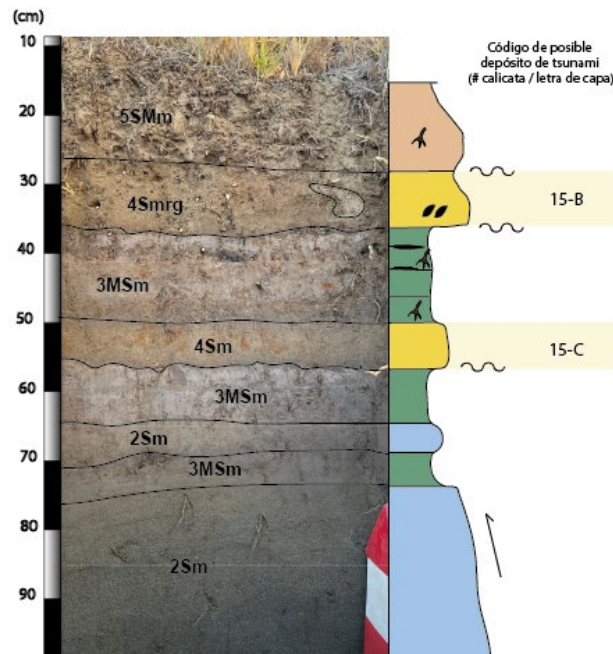 (cm)
Código de posible
depósito de tsunami
(# calicata / letra de capa)
10
20
30
40
50
60
70
80
90
5SMm
4Smrg
15-B
3MSm
4Sm
15-C
3MSm
2Sm
3MSm
2Sm